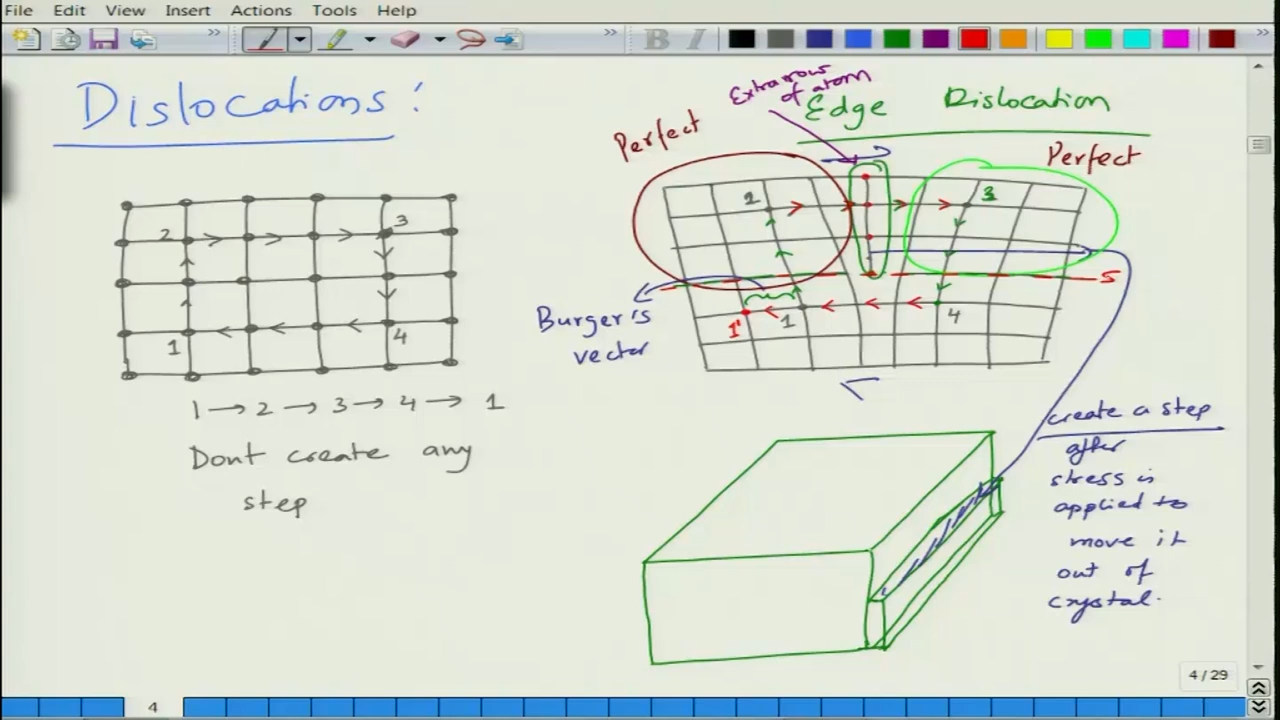 File Edit View Insert Actions Tools Help
B I
Dislocations:
Extra row
of atom
Edge Dislocation
Perfect
Perfect
2
3
2
3
S
1
4
1'
1
4
Burger's
vector
1 → 2 → 3 → 4 → 1
Dont create any
step
create a step
after
stress is
applied to
move it
out of
crystal.
4 / 29
4